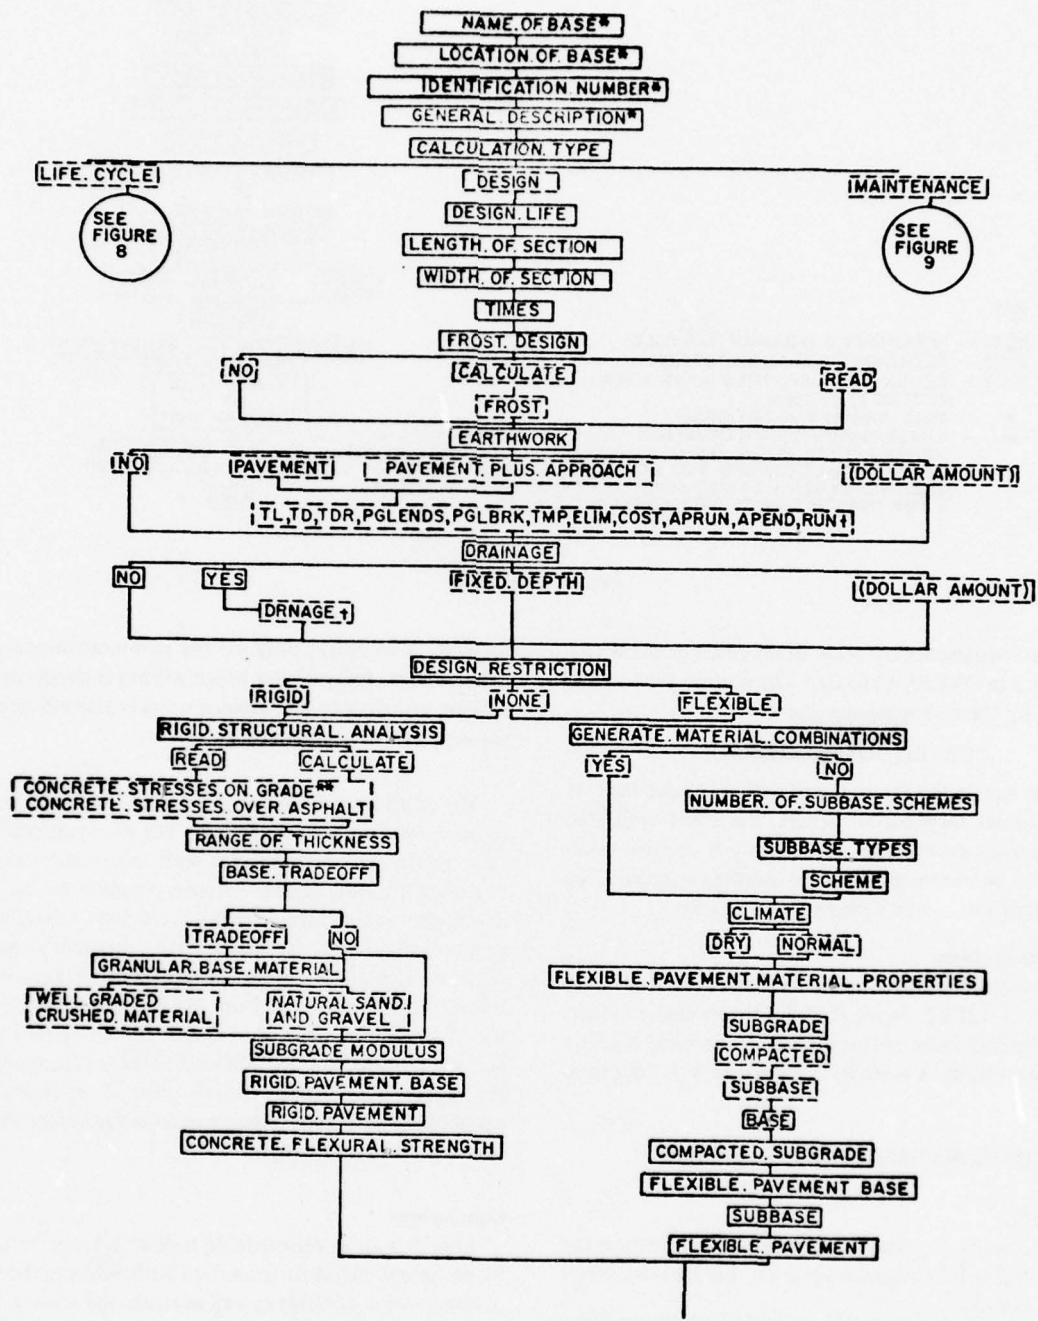 NAME.OF.BASE*
LOCATION.OF.BASE*
IDENTIFICATION.NUMBER*
GENERAL.DESCRIPTION*
CALCULATION.TYPE
LIFE.CYCLE
DESIGN
MAINTENANCE
SEE
FIGURE
8
SEE
FIGURE
9
DESIGN.LIFE
LENGTH.OF.SECTION
WIDTH.OF.SECTION
TIMES
FROST.DESIGN
NO
CALCULATE
READ
FROST
EARTHWORK
NO
PAVEMENT
PAVEMENT.PLUS.APPROACH
(DOLLAR AMOUNT)
TL,TD,TDR,PGLENDS,PGLBRK,TMP,ELIM,COST,APRUN,APEND,RUN†
DRAINAGE
NO
YES
FIXED.DEPTH
(DOLLAR AMOUNT)
DRNAGE†
DESIGN.RESTRICTION
RIGID
NONE
FLEXIBLE
RIGID.STRUCTURAL.ANALYSIS
GENERATE.MATERIAL.COMBINATIONS
READ
CALCULATE
YES
NO
CONCRETE.STRESSES.ON.GRADE**
CONCRETE.STRESSES.OVER.ASPHALT
NUMBER.OF.SUBBASE.SCHEMES
RANGE.OF.THICKNESS
SUBBASE.TYPES
BASE.TRADEOFF
SCHEME
CLIMATE
TRADEOFF
NO
DRY
NORMAL
GRANULAR.BASE.MATERIAL
FLEXIBLE.PAVEMENT.MATERIAL.PROPERTIES
WELL GRADED
CRUSHED.MATERIAL
NATURAL.SAND.
AND GRAVEL
SUBGRADE
SUBGRADE MODULUS
COMPACTED
RIGID.PAVEMENT.BASE
SUBBASE
RIGID.PAVEMENT
BASE
CONCRETE.FLEXURAL.STRENGTH
COMPACTED.SUBGRADE
FLEXIBLE.PAVEMENT BASE
SUBBASE
FLEXIBLE.PAVEMENT